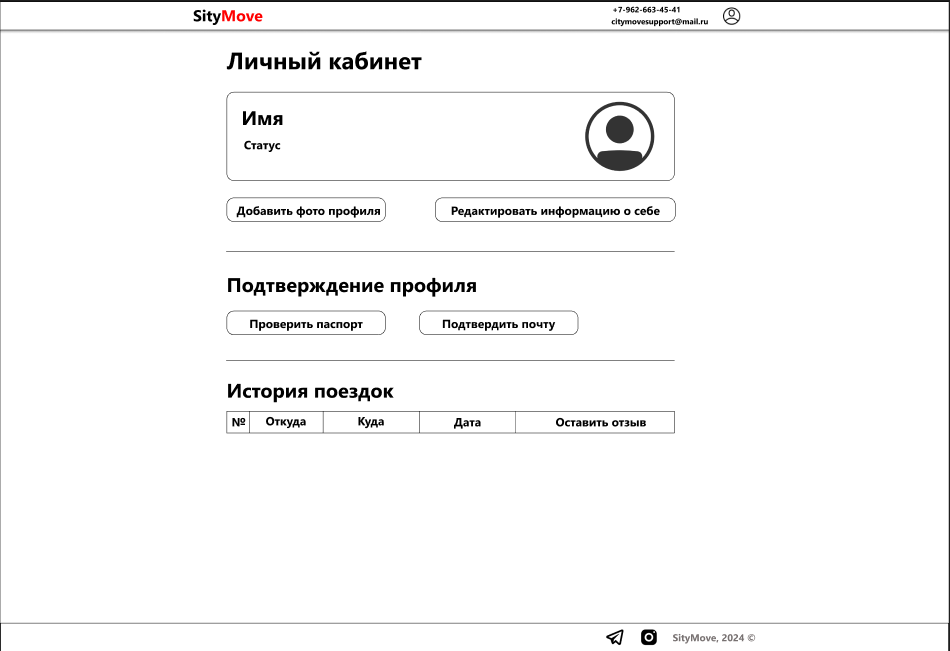 SityMove
+7-962-663-45-41
citymovesupport@mail.ru
Личный кабинет
Имя
Статус
Добавить фото профиля
Редактировать информацию о себе
Подтверждение профиля
Проверить паспорт
Подтвердить почту
История поездок
№ Откуда Куда Дата Оставить отзыв
SityMove, 2024 ©